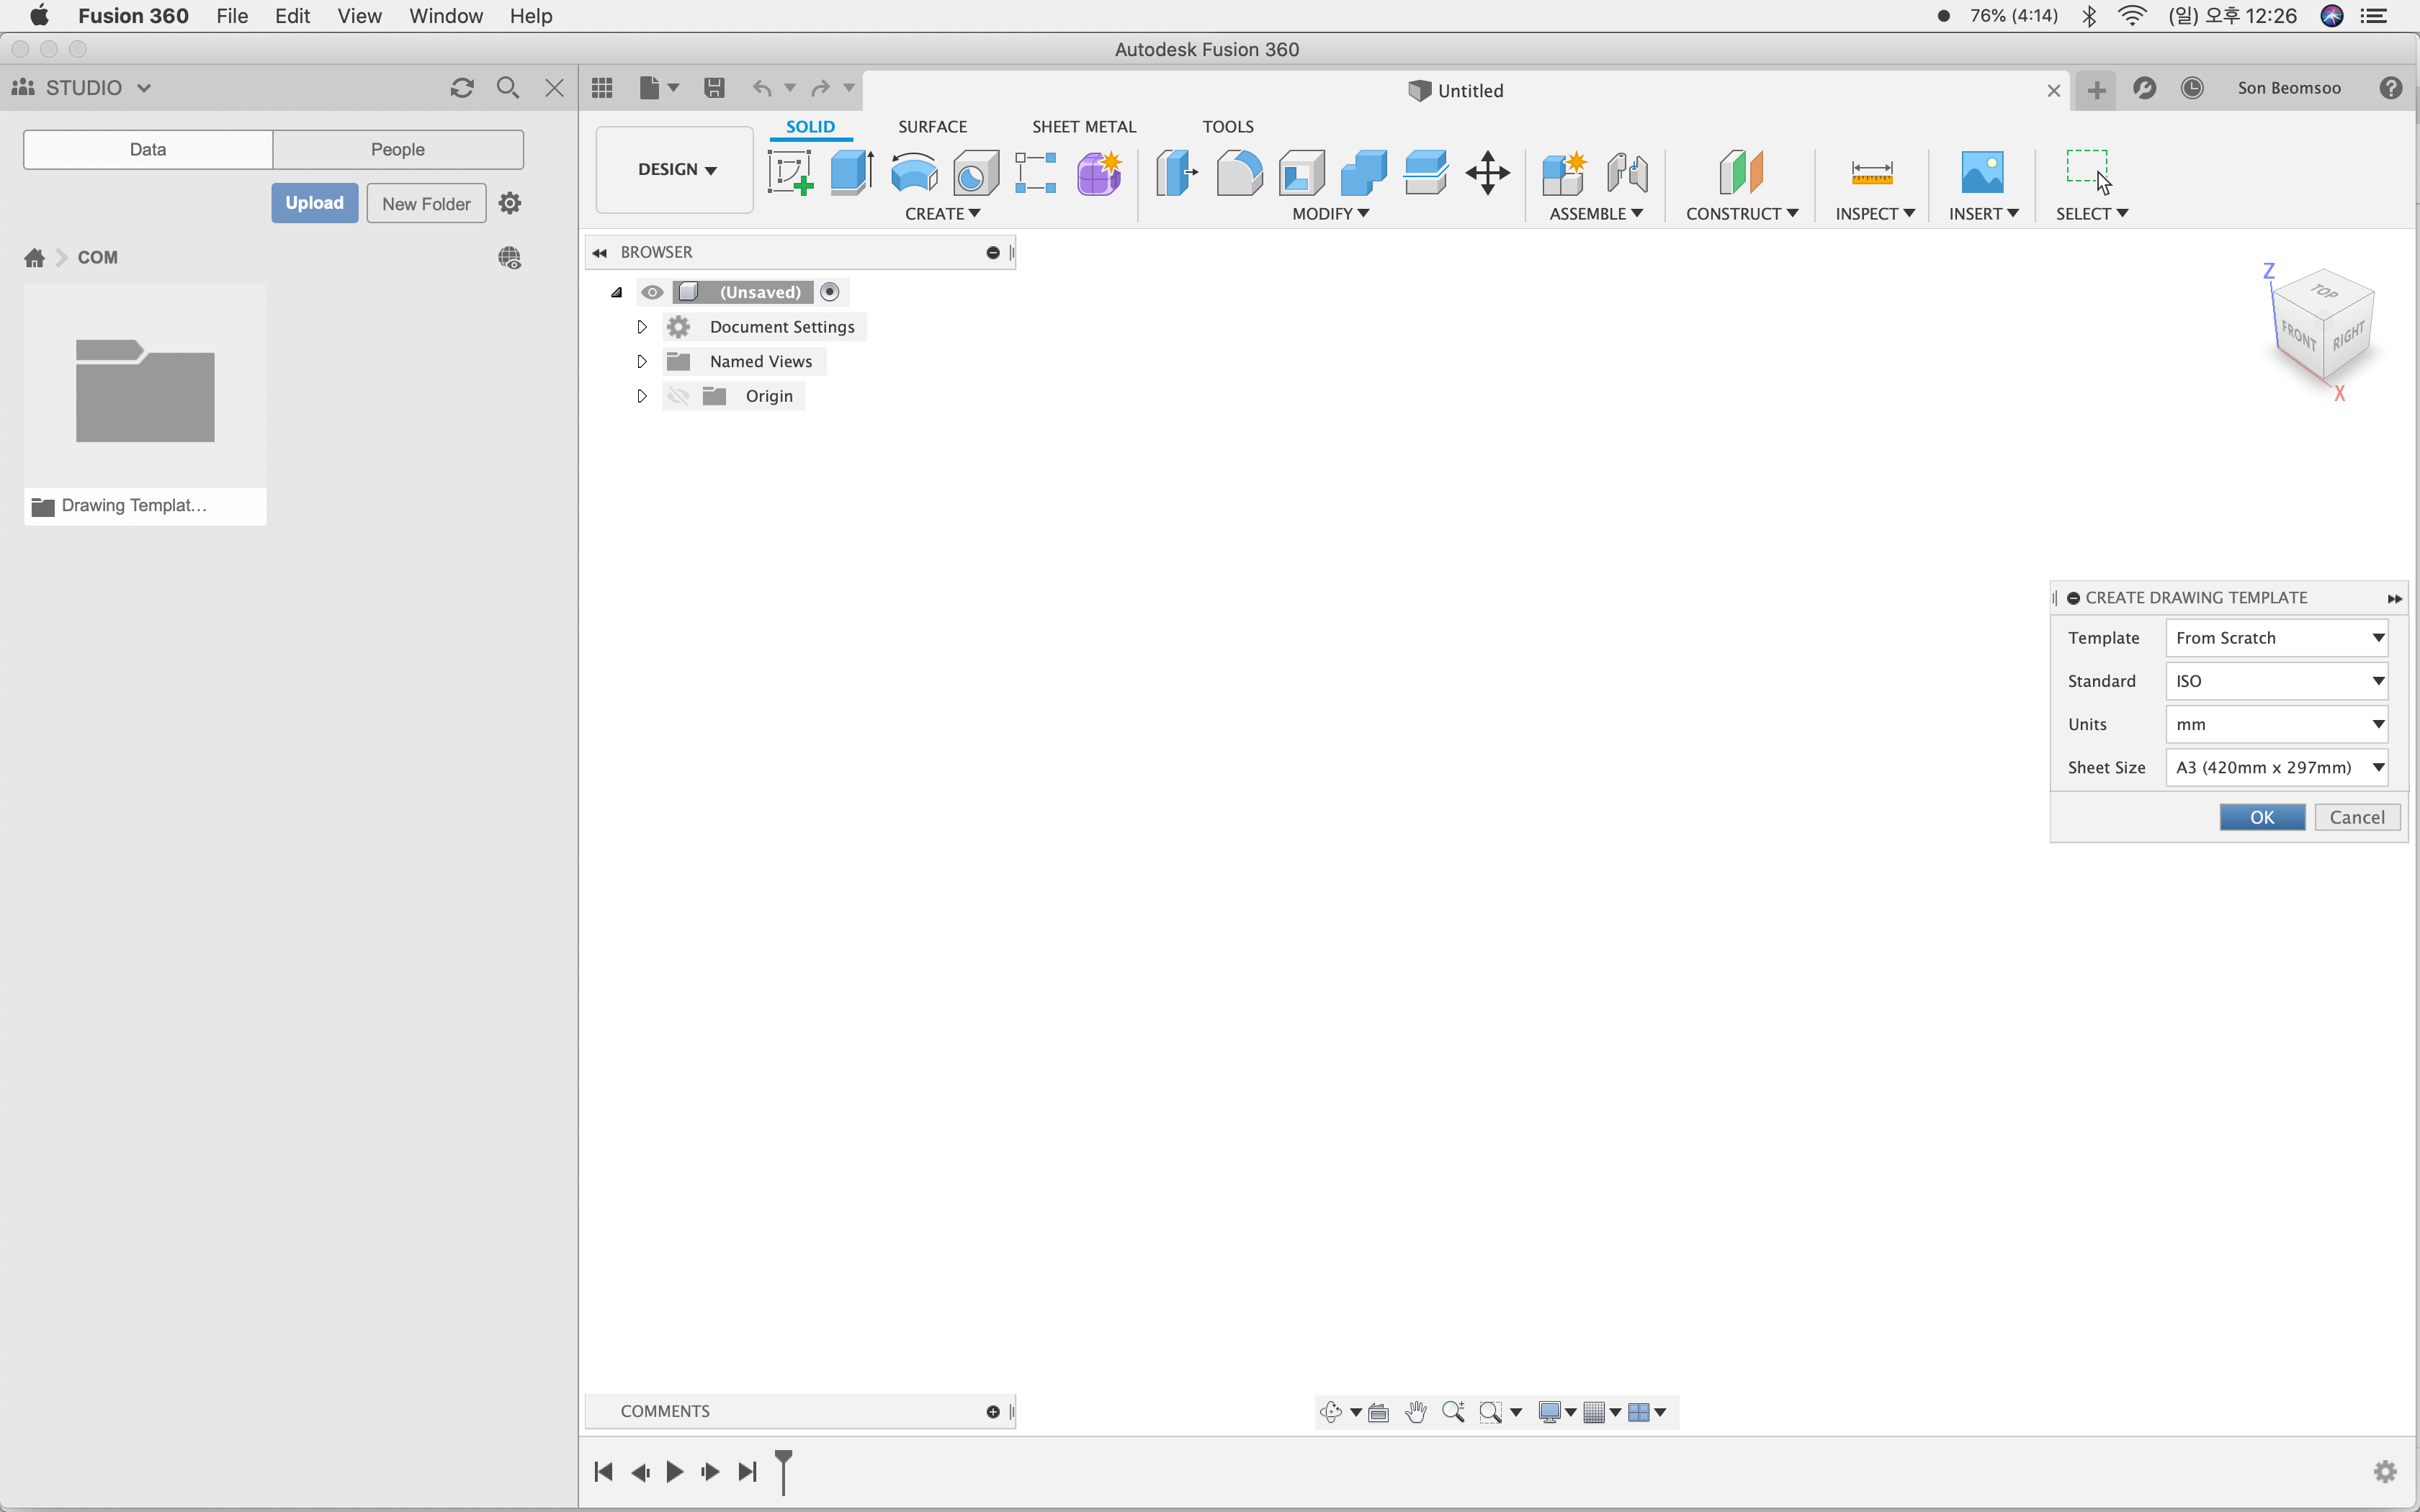 Fusion 360 File Edit View Window Help 76% (4:14) (일) 오후 12:26
Autodesk Fusion 360
STUDIO
Untitled
Son Beomsoo
Data People
Upload New Folder
COM
Drawing Templat...
DESIGN
SOLID SURFACE SHEET METAL TOOLS
CREATE MODIFY ASSEMBLE CONSTRUCT INSPECT INSERT SELECT
BROWSER
(Unsaved)
Document Settings
Named Views
Origin
Z
TOP
FRONT RIGHT
X
CREATE DRAWING TEMPLATE
Template From Scratch
Standard ISO
Units mm
Sheet Size A3 (420mm x 297mm)
OK Cancel
COMMENTS